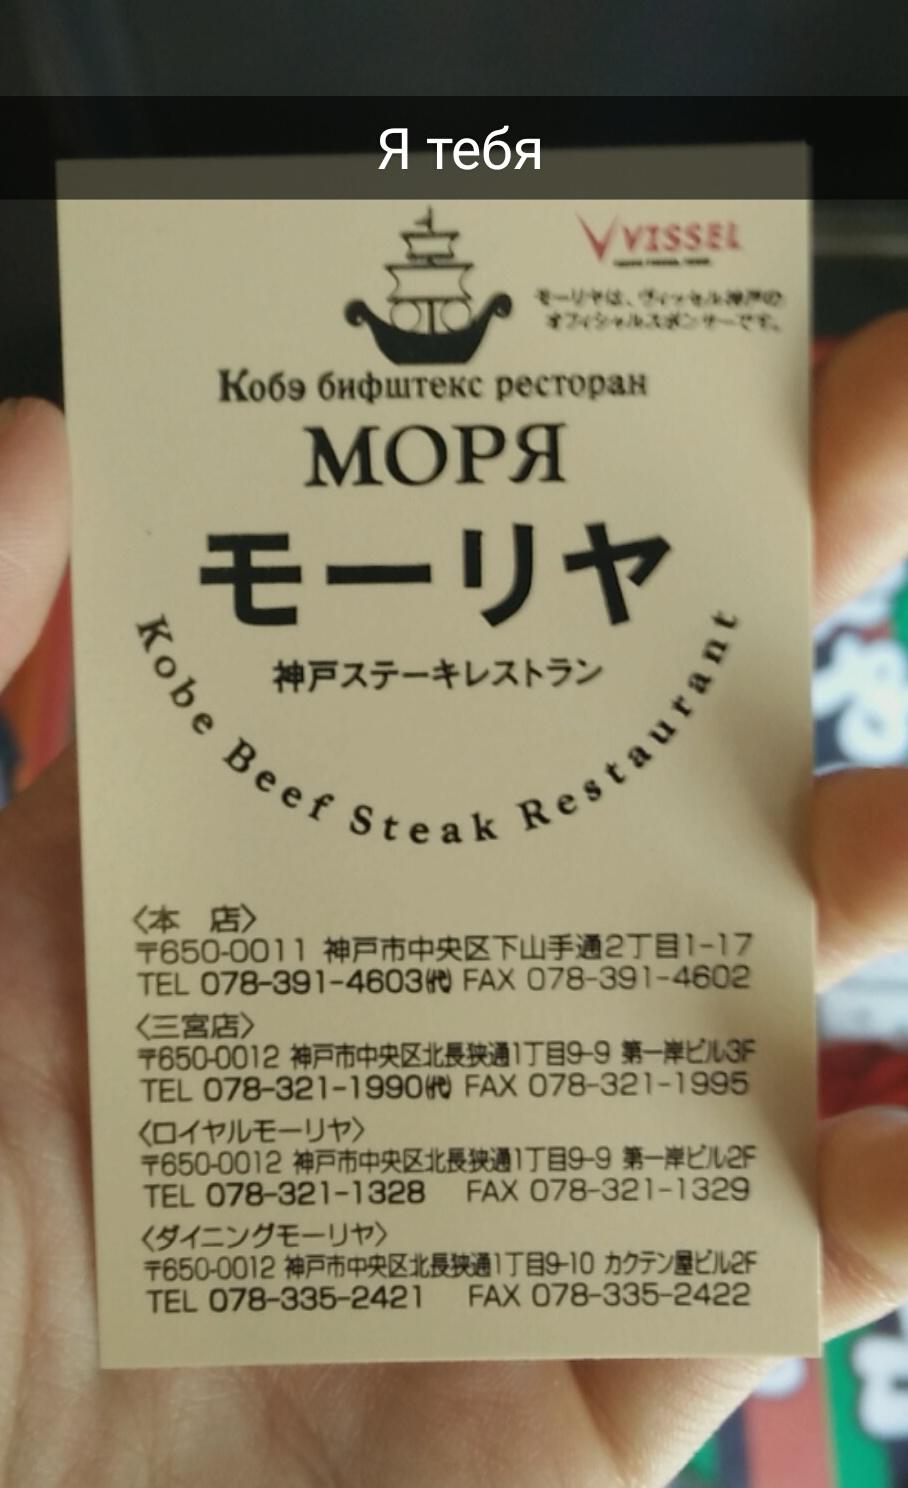 Я тебя
VISSEL
モーリヤは、ヴィッセル神戸の
オフィシャルスポンサーです。
Кобэ бифштекс ресторан
МОРЯ
モーリヤ
神戸ステーキレストラン
Kobe Beef Steak Restaurant
〈本　店〉
〒650-0011 神戸市中央区下山手通2丁目1-17
TEL 078-391-4603㈹ FAX 078-391-4602
〈三宮店〉
〒650-0012 神戸市中央区北長狭通1丁目9-9 第一岸ビル3F
TEL 078-321-1990㈹ FAX 078-321-1995
〈ロイヤルモーリヤ〉
〒650-0012 神戸市中央区北長狭通1丁目9-9 第一岸ビル2F
TEL 078-321-1328 FAX 078-321-1329
〈ダイニングモーリヤ〉
〒650-0012 神戸市中央区北長狭通1丁目9-10 カクテン屋ビル2F
TEL 078-335-2421 FAX 078-335-2422